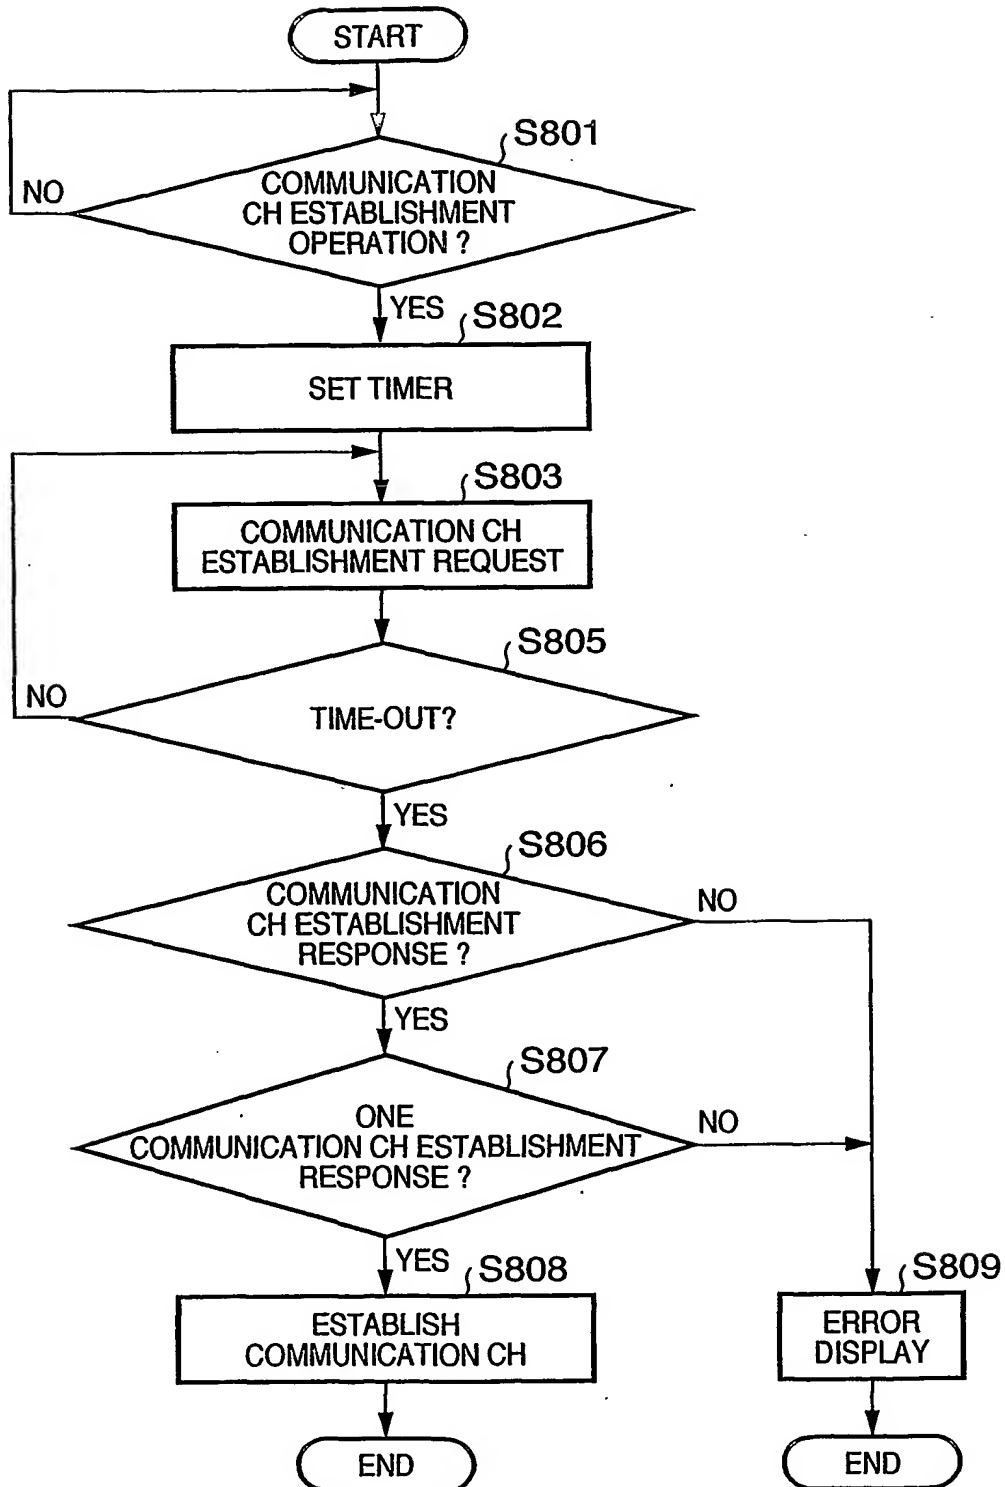 START
S801
COMMUNICATION
CH ESTABLISHMENT
OPERATION ?
NO
YES
S802
SET TIMER
S803
COMMUNICATION CH
ESTABLISHMENT REQUEST
S805
TIME-OUT?
NO
YES
S806
COMMUNICATION
CH ESTABLISHMENT
RESPONSE ?
NO
YES
S807
ONE
COMMUNICATION CH ESTABLISHMENT
RESPONSE ?
NO
YES
S808
ESTABLISH
COMMUNICATION CH
S809
ERROR
DISPLAY
END
END